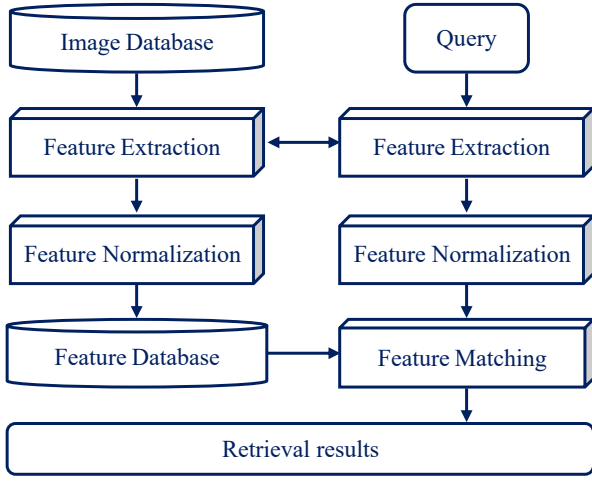 Image Database
Query
Feature Extraction
Feature Extraction
Feature Normalization
Feature Normalization
Feature Database
Feature Matching
Retrieval results